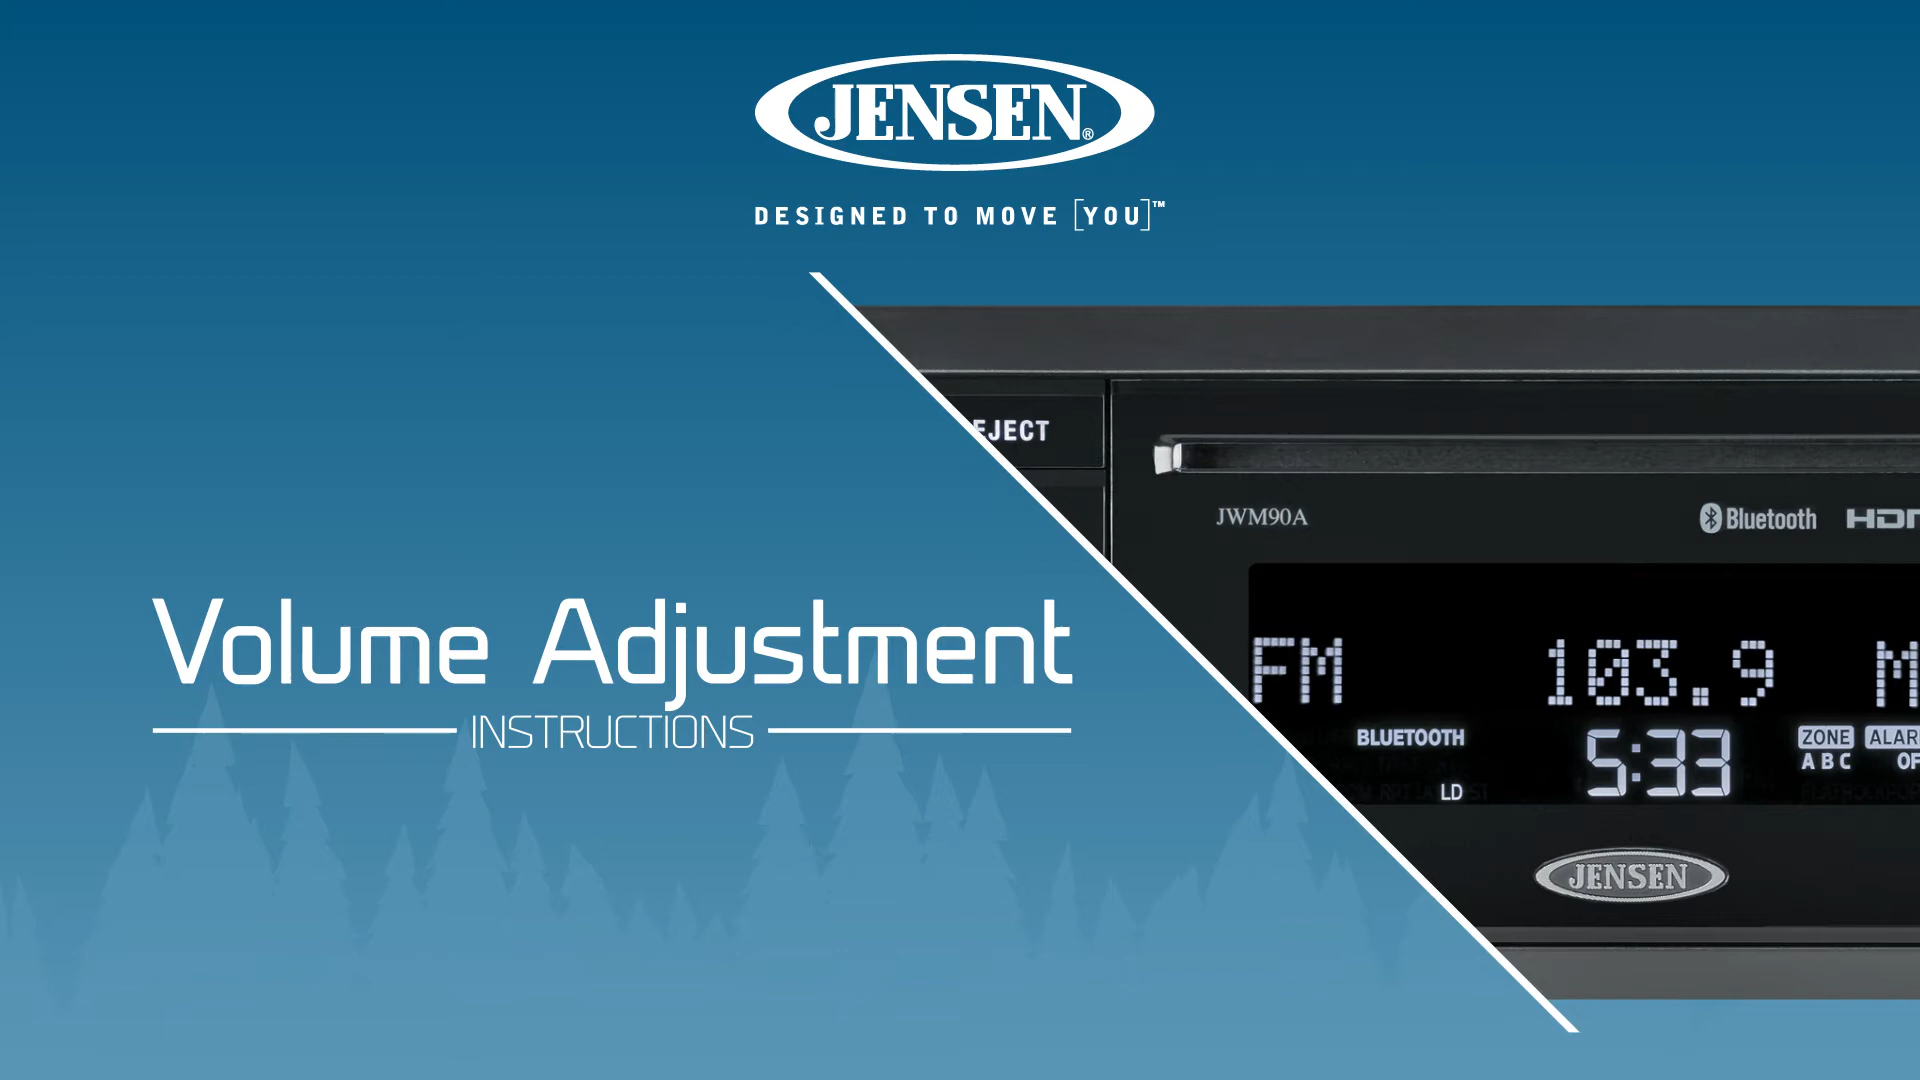 JENSEN®
DESIGNED TO MOVE [YOU]™
EJECT
JWM90A
Bluetooth
FM 103.9
BLUETOOTH 5:33 ZONE
A B C
LD
JENSEN
Volume Adjustment
INSTRUCTIONS